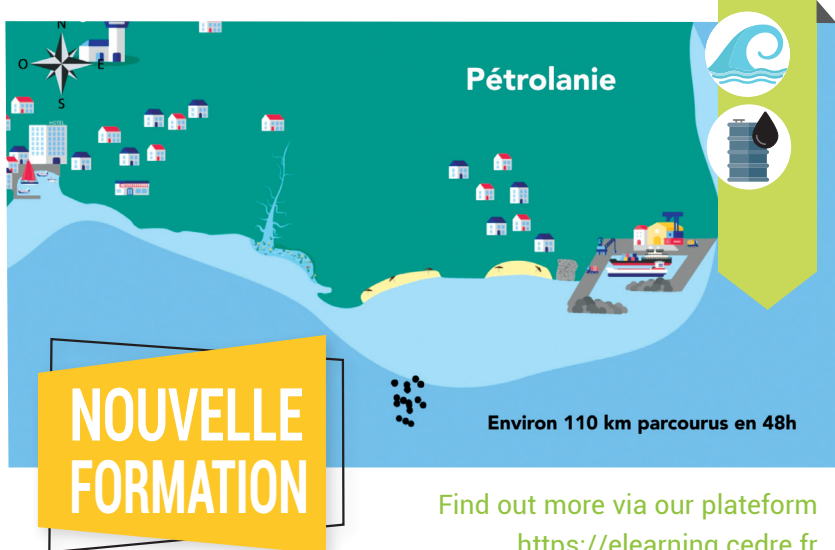 N
O E
S
HOTEL
Pétrolanie
Environ 110 km parcourus en 48h
NOUVELLE
FORMATION
Find out more via our plateform
https://elearning.cedre.fr